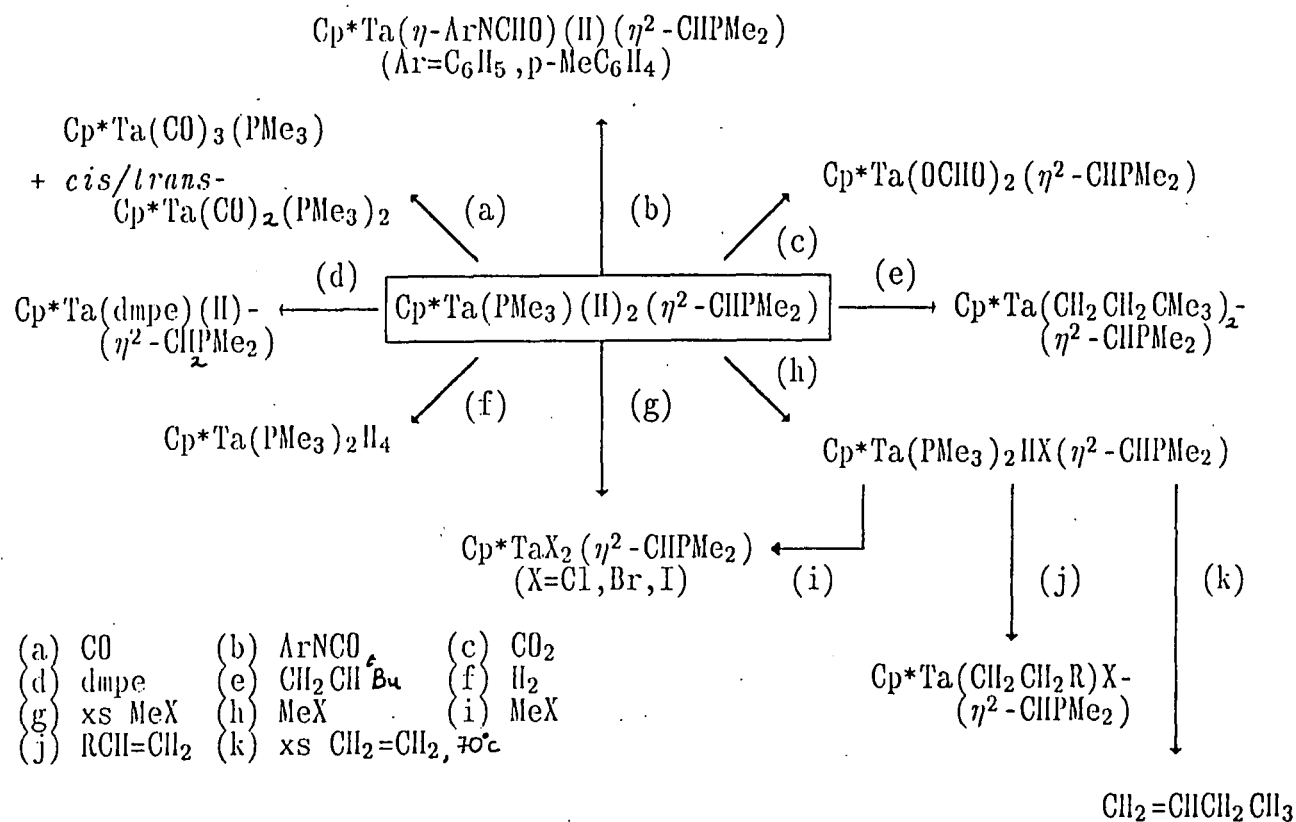 Cp*Ta(η-ArNCHO)(H)(η²-CHPMe₂)
(Ar=C₆H₅,p-MeC₆H₄)
Cp*Ta(CO)₃(PMe₃)
+ cis/trans-
Cp*Ta(CO)₂(PMe₃)₂
(a)
(b)
Cp*Ta(OCHO)₂(η²-CHPMe₂)
(c)
(d)
(e)
Cp*Ta(dmpe)(H)-
(η²-CH₂PMe₂)
Cp*Ta(PMe₃)(H)₂(η²-CHPMe₂)
Cp*Ta(CH₂CH₂CMe₃)₂-
(η²-CHPMe₂)
(f)
(g)
(h)
Cp*Ta(PMe₃)₂H₄
Cp*Ta(PMe₃)₂HX(η²-CHPMe₂)
Cp*TaX₂(η²-CHPMe₂)
(X=Cl,Br,I)
(i)
(j)
(k)
(a) CO (b) ArNCO (c) CO₂
(d) dmpe (e) CH₂CHᵗBu (f) H₂
(g) xs MeX (h) MeX (i) MeX
(j) RCH=CH₂ (k) xs CH₂=CH₂, 70°c
Cp*Ta(CH₂CH₂R)X-
(η²-CHPMe₂)
CH₂=CHCH₂CH₃